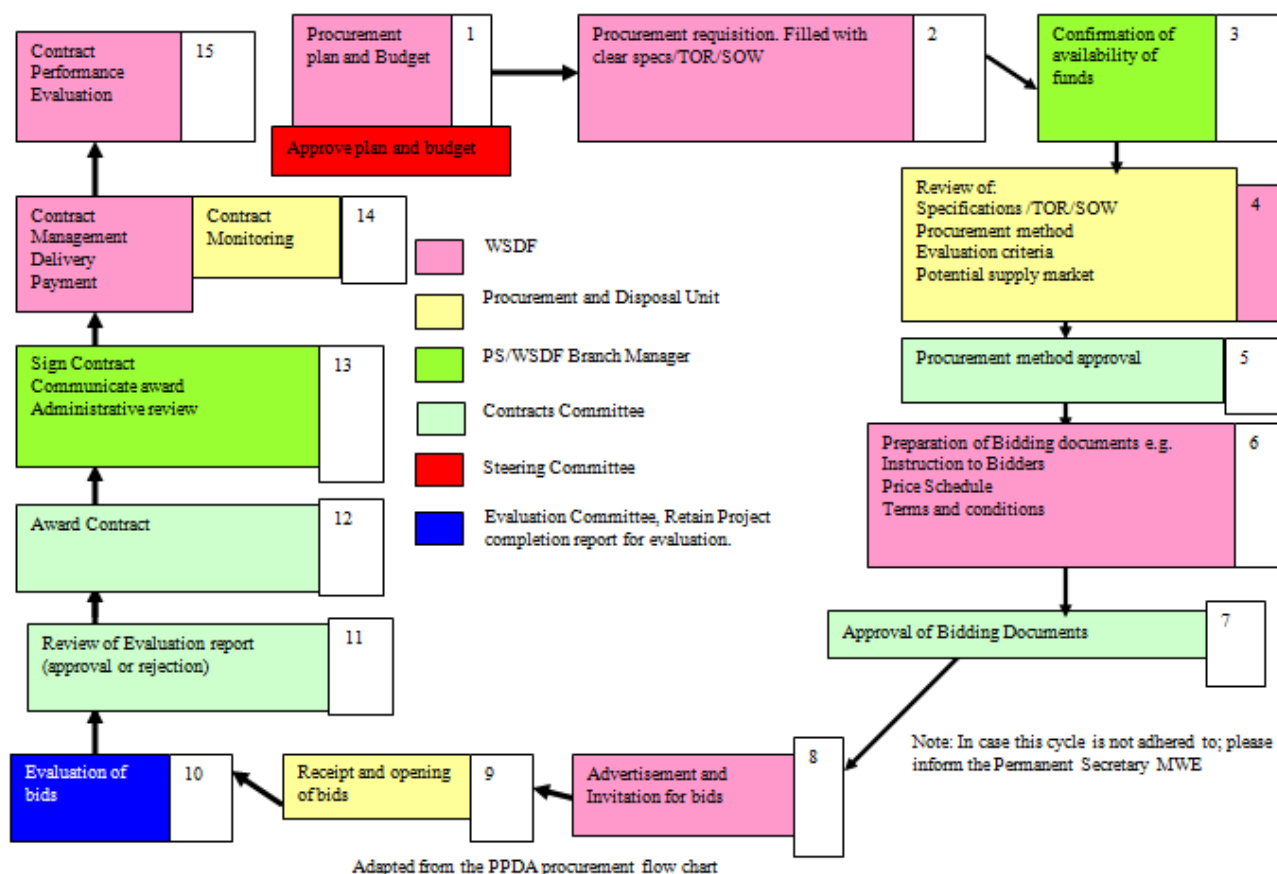 Procurement
plan and Budget
1
Approve plan and budget
Procurement requisition. Filled with
clear specs/TOR/SOW
2
Confirmation of
availability of
funds
3
Review of:
Specifications /TOR/SOW
Procurement method
Evaluation criteria
Potential supply market
4
Procurement method approval
5
Preparation of Bidding documents e.g.
Instruction to Bidders
Price Schedule
Terms and conditions
6
Approval of Bidding Documents
7
Advertisement and
Invitation for bids
8
Receipt and opening
of bids
9
Evaluation of
bids
10
Review of Evaluation report
(approval or rejection)
11
Award Contract
12
Sign Contract
Communicate award
Administrative review
13
Contract
Management
Delivery
Payment
Contract
Monitoring
14
Contract
Performance
Evaluation
15
WSDF
Procurement and Disposal Unit
PS/WSDF Branch Manager
Contracts Committee
Steering Committee
Evaluation Committee, Retain Project
completion report for evaluation.
Note: In case this cycle is not adhered to; please
inform the Permanent Secretary MWE
Adapted from the PPDA procurement flow chart